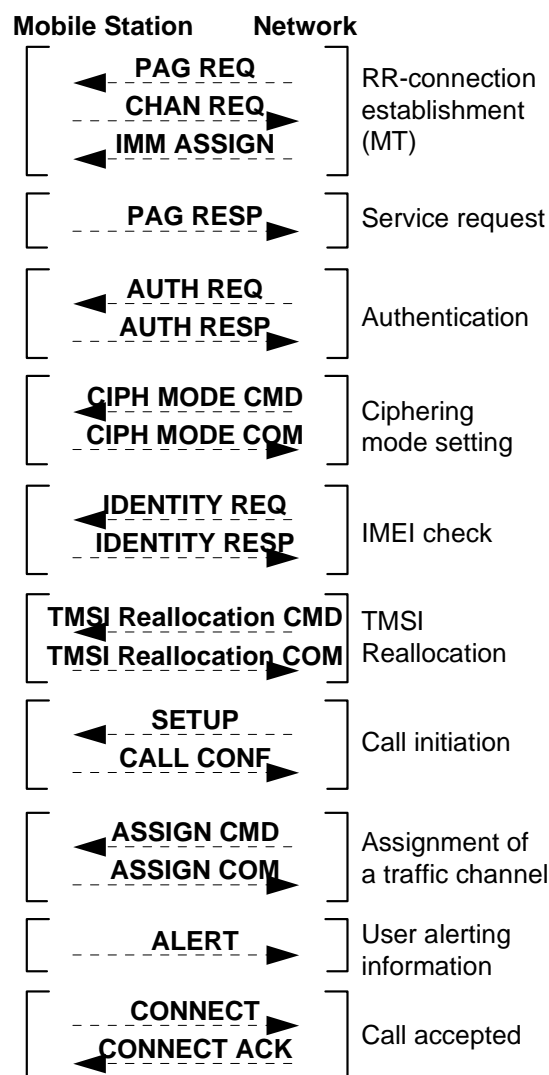 Mobile Station Network
PAG REQ
CHAN REQ
IMM ASSIGN
RR-connection
establishment
(MT)
PAG RESP
Service request
AUTH REQ
AUTH RESP
Authentication
CIPH MODE CMD
CIPH MODE COM
Ciphering
mode setting
IDENTITY REQ
IDENTITY RESP
IMEI check
TMSI Reallocation CMD
TMSI Reallocation COM
TMSI
Reallocation
SETUP
CALL CONF
Call initiation
ASSIGN CMD
ASSIGN COM
Assignment of
a traffic channel
ALERT
User alerting
information
CONNECT
CONNECT ACK
Call accepted